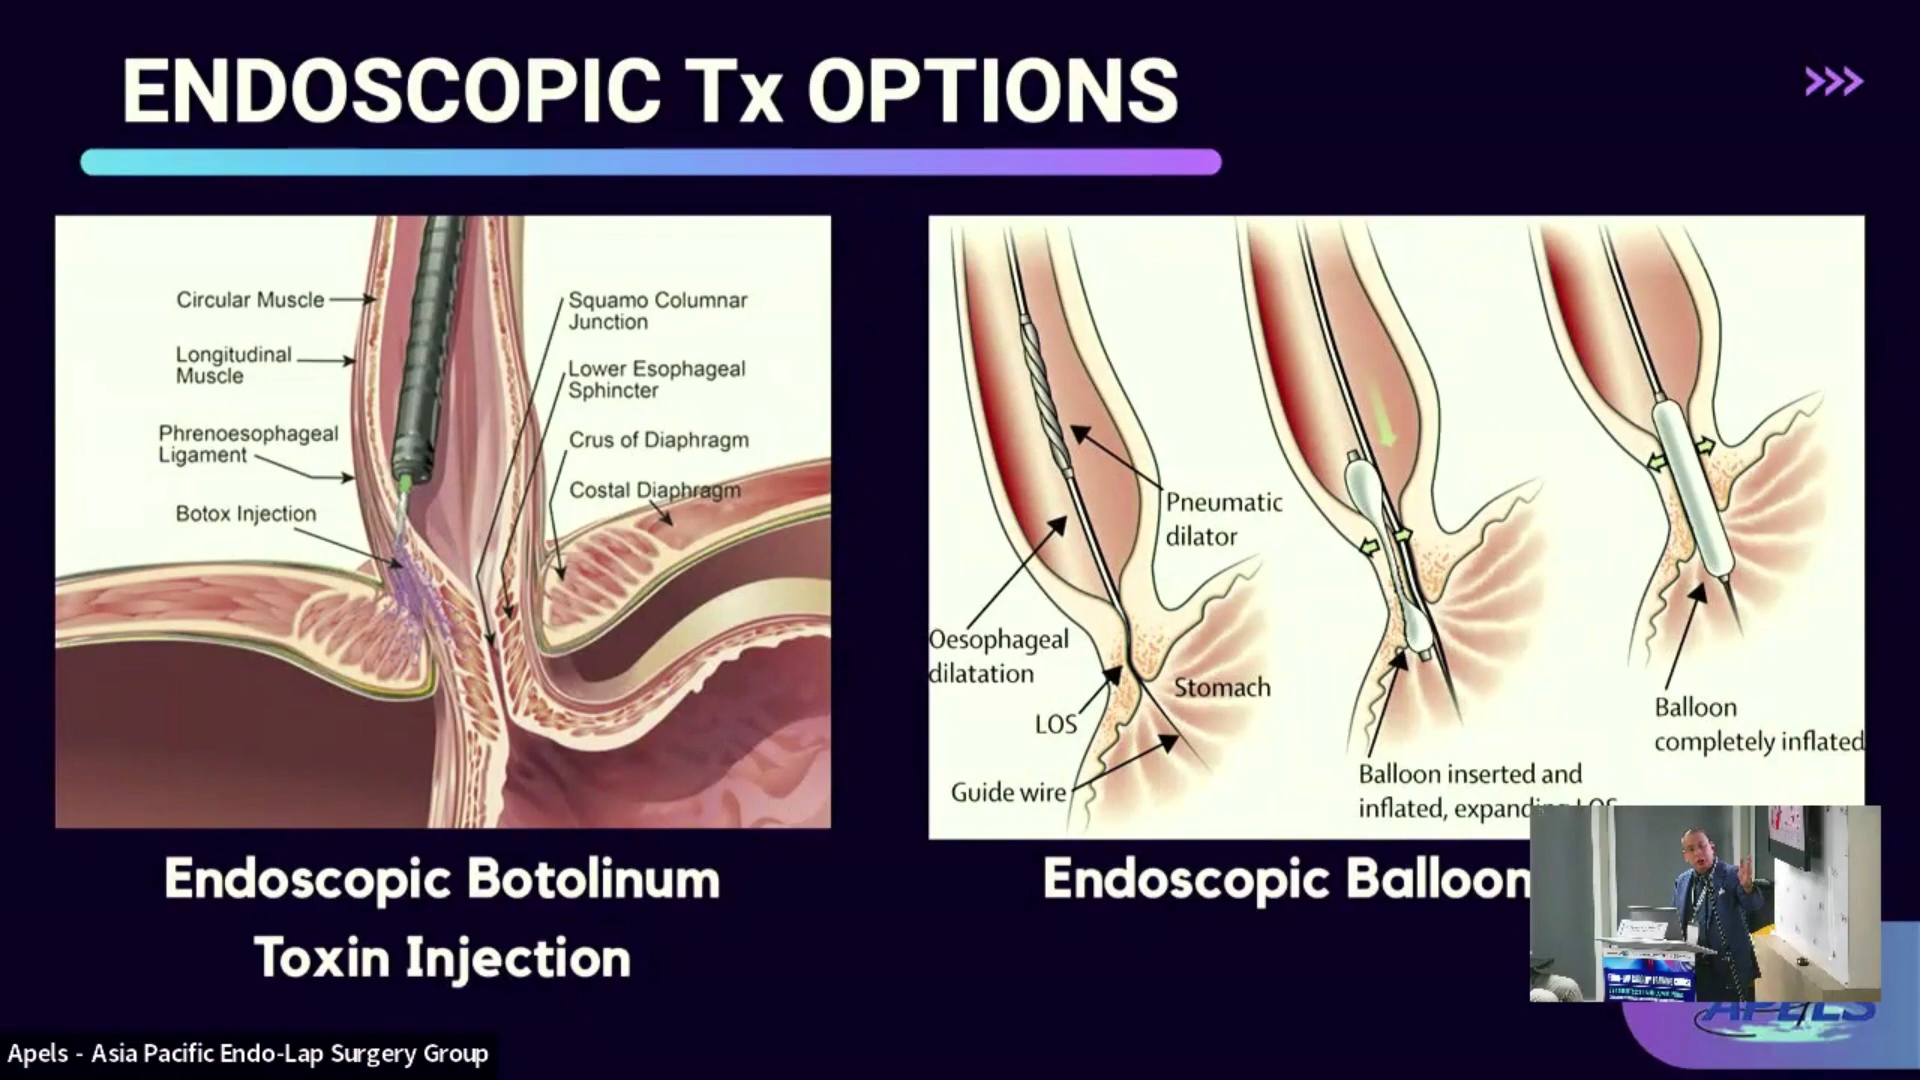 ENDOSCOPIC Tx OPTIONS
Circular Muscle
Longitudinal
Muscle
Phrenoesophageal
Ligament
Botox Injection
Squamo Columnar
Junction
Lower Esophageal
Sphincter
Crus of Diaphragm
Costal Diaphragm
Pneumatic
dilator
Oesophageal
dilatation
LOS
Stomach
Guide wire
Balloon inserted and
inflated, expanding LOS
Balloon
completely inflated
Endoscopic Botolinum
Toxin Injection
Endoscopic Balloon
APELS
Apels - Asia Pacific Endo-Lap Surgery Group